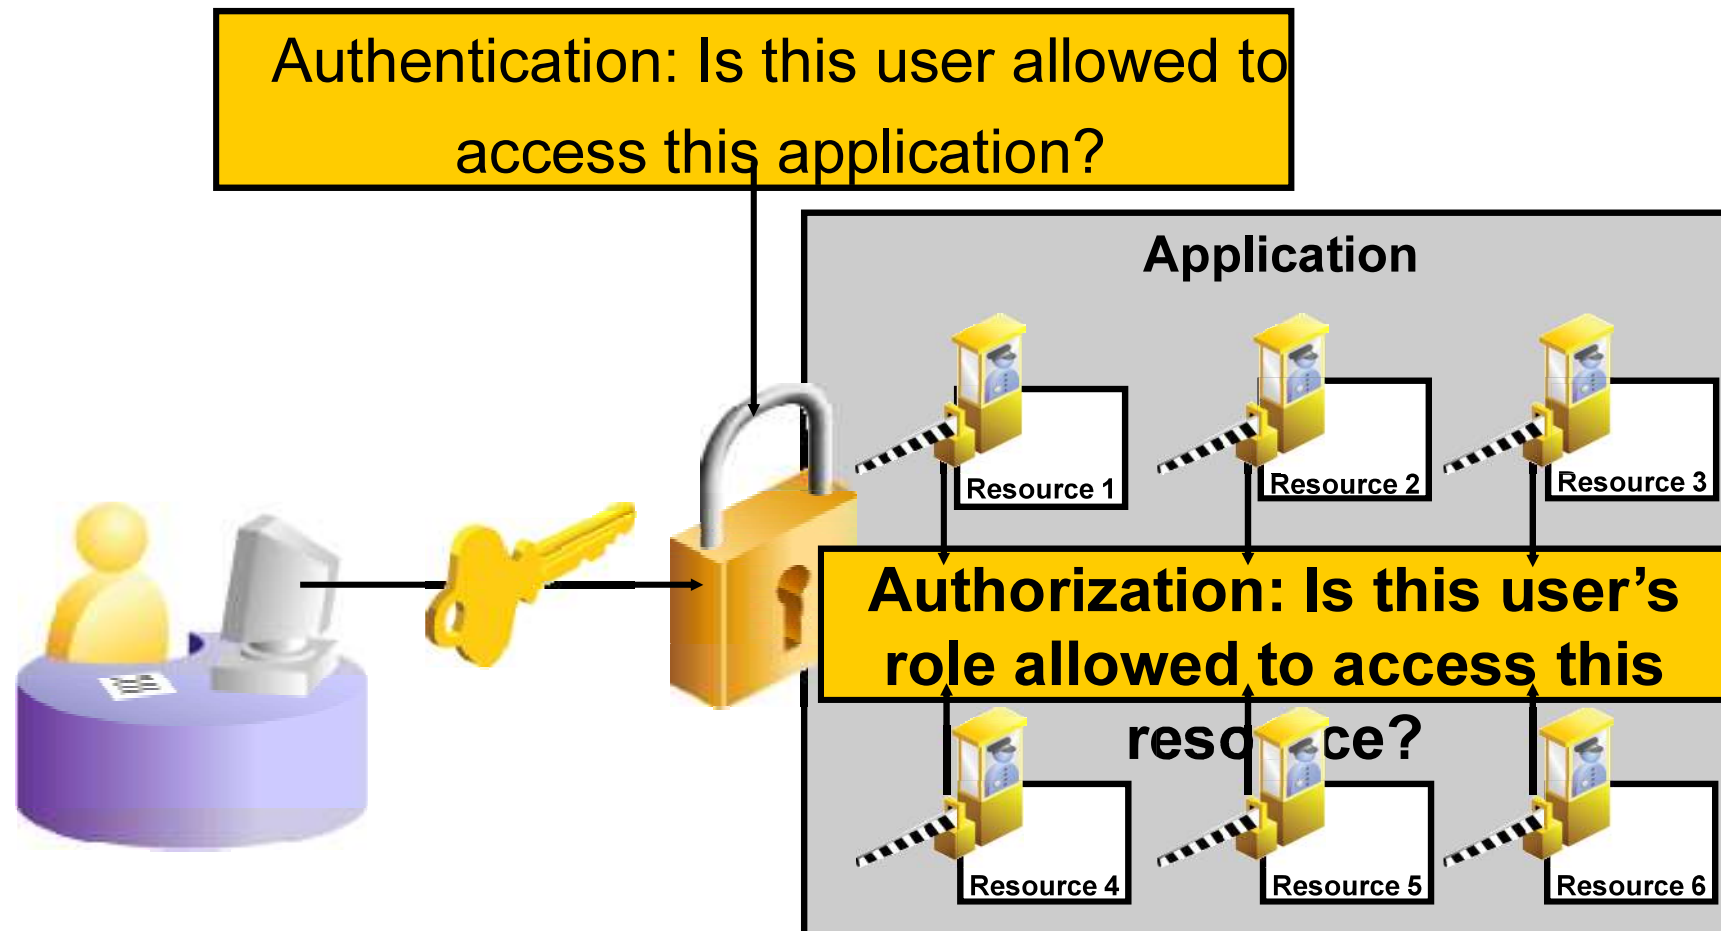 Authentication: Is this user allowed to
access this application?
Application
Resource 1
Resource 2
Resource 3
Authorization: Is this user’s
role allowed to access this
resource?
Resource 4
Resource 5
Resource 6